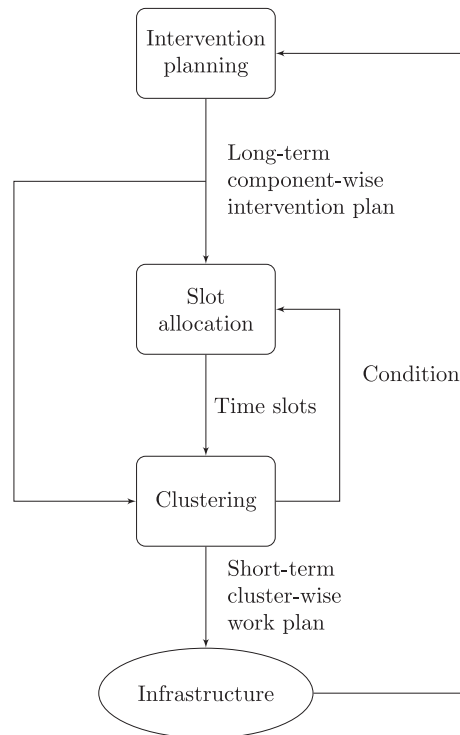 Intervention
planning
Long-term
component-wise
intervention plan
Slot
allocation
Condition
Time slots
Clustering
Short-term
cluster-wise
work plan
Infrastructure